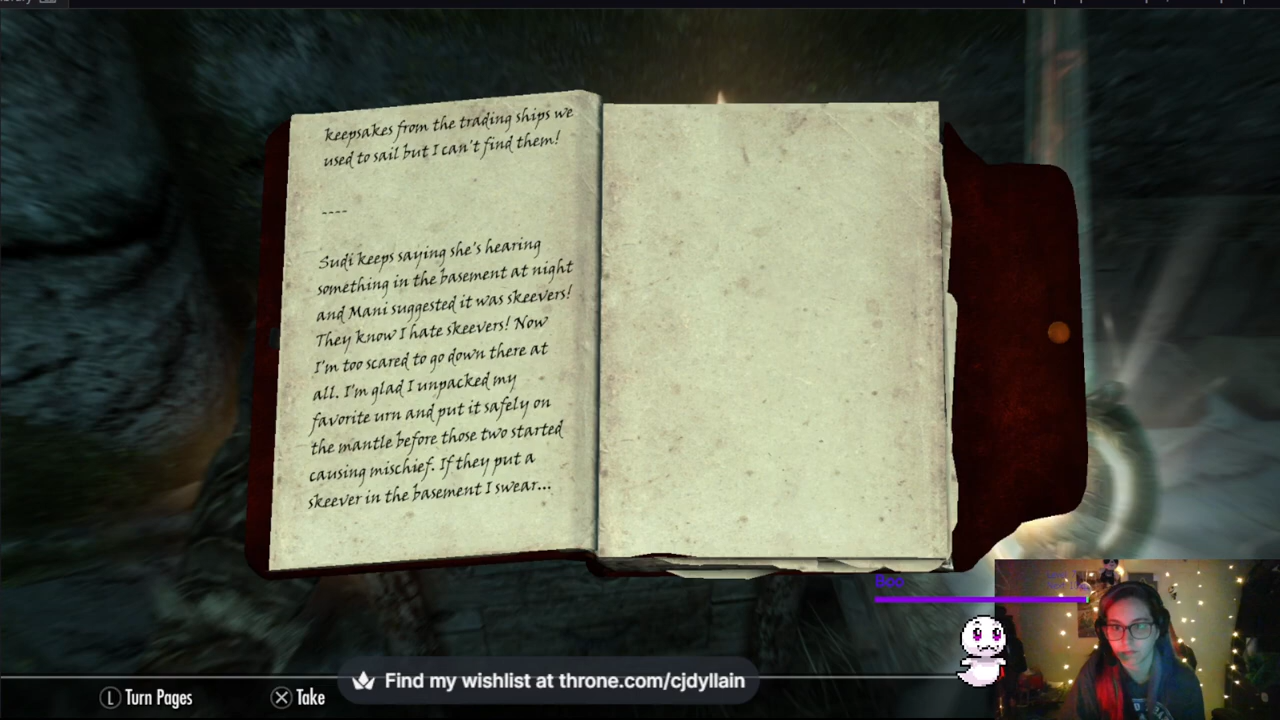 keepsakes from the trading ships we
used to sail but I can't find them!
----
Sudi keeps saying she's hearing
something in the basement at night
and Mani suggested it was skeevers!
They know I hate skeevers! Now
I'm too scared to go down there at
all. I'm glad I unpacked my
favorite urn and put it safely on
the mantle before those two started
causing mischief. If they put a
skeever in the basement I swear...
Boo
L Turn Pages
X Take
Find my wishlist at throne.com/cjdyllain